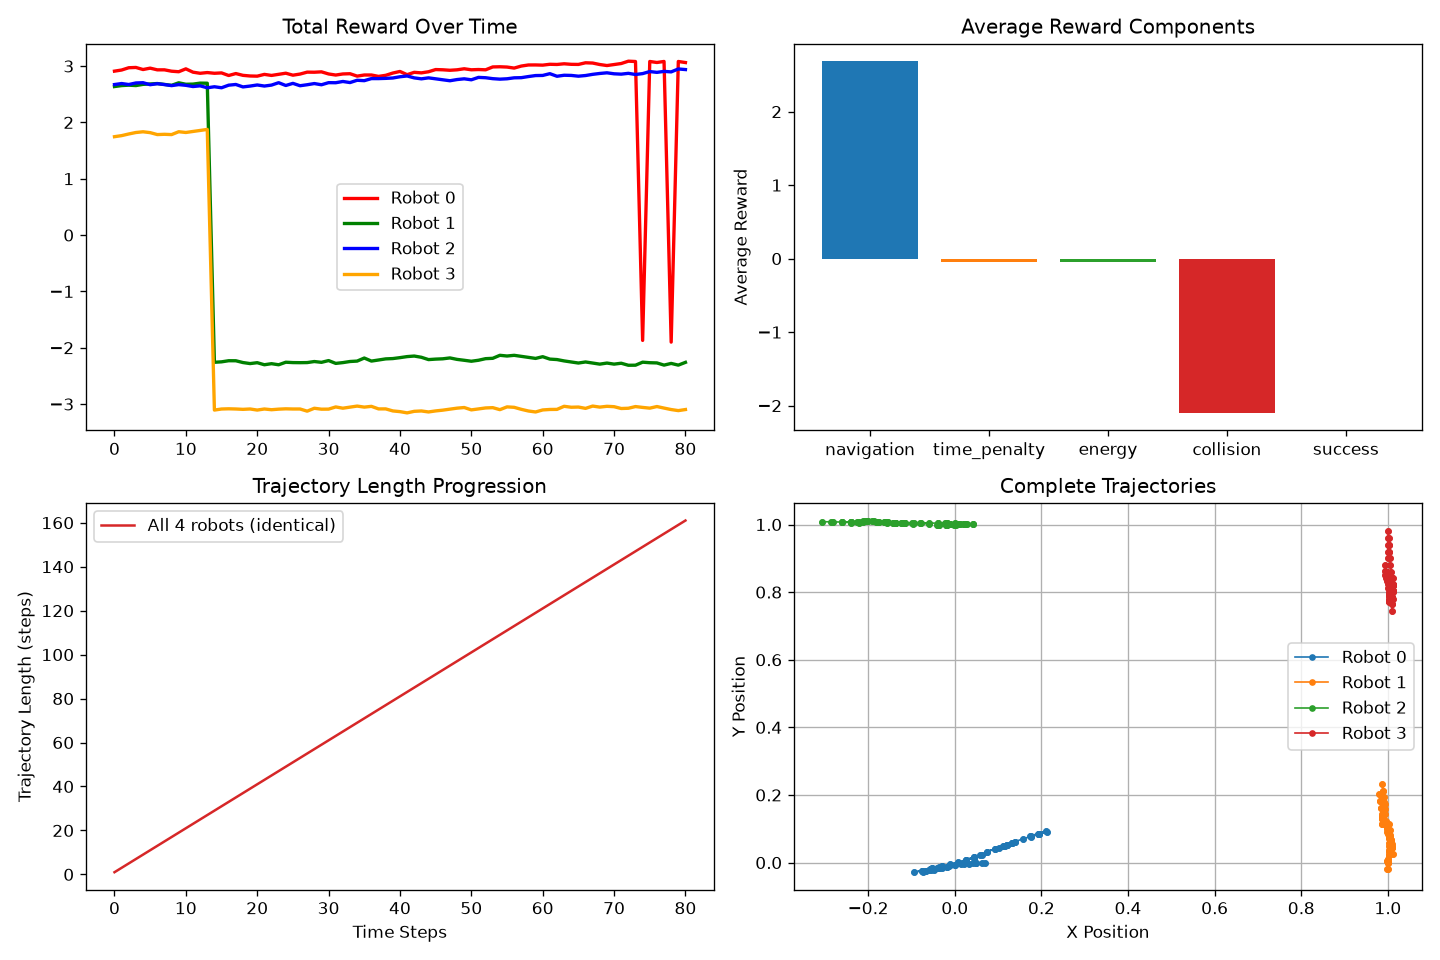 Total Reward Over Time
3
2
1
0
−1
−2
−3
Robot 0
Robot 1
Robot 2
Robot 3
0 10 20 30 40 50 60 70 80
Average Reward Components
Average Reward
2
1
0
−1
−2
navigation time_penalty energy collision success
Trajectory Length Progression
Trajectory Length (steps)
160
140
120
100
80
60
40
20
0
All 4 robots (identical)
0 10 20 30 40 50 60 70 80
Time Steps
Complete Trajectories
Y Position
1.0
0.8
0.6
0.4
0.2
0.0
Robot 0
Robot 1
Robot 2
Robot 3
−0.2 0.0 0.2 0.4 0.6 0.8 1.0
X Position